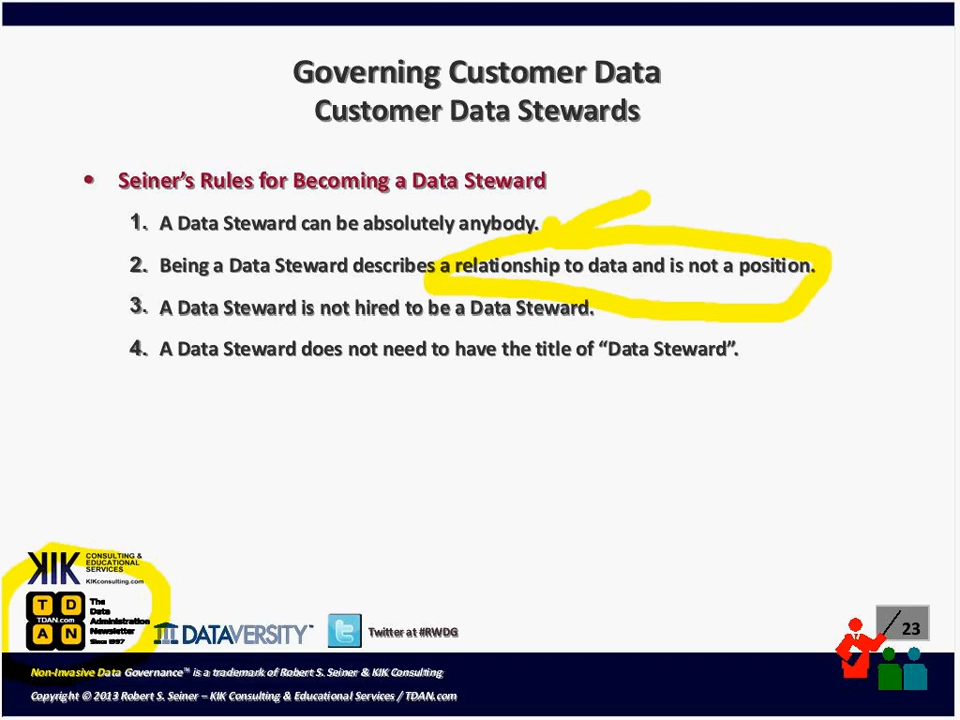 Governing Customer Data
Customer Data Stewards
• Seiner's Rules for Becoming a Data Steward
1. A Data Steward can be absolutely anybody.
2. Being a Data Steward describes a relationship to data and is not a position.
3. A Data Steward is not hired to be a Data Steward.
4. A Data Steward does not need to have the title of “Data Steward”.
KIK CONSULTING & EDUCATIONAL SERVICES
KIKconsulting.com
TDAN.com
The
Data
Administration
Newsletter
Since 1997
DATAVERSITY™
Twitter at #RWDG
23
Non-Invasive Data Governance™ is a trademark of Robert S. Seiner & KIK Consulting
Copyright © 2013 Robert S. Seiner – KIK Consulting & Educational Services / TDAN.com